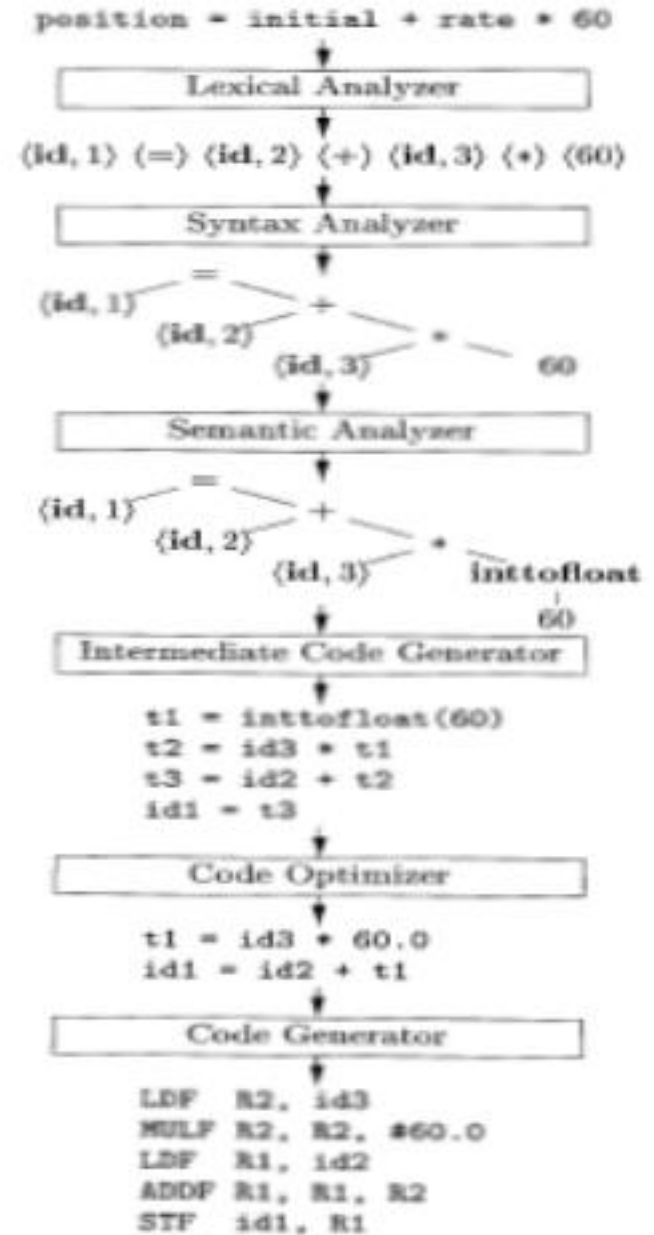 position = initial + rate * 60
Lexical Analyzer
⟨id, 1⟩ ⟨=⟩ ⟨id, 2⟩ ⟨+⟩ ⟨id, 3⟩ ⟨*⟩ ⟨60⟩
Syntax Analyzer
=
⟨id, 1⟩ +
⟨id, 2⟩ *
⟨id, 3⟩ 60
Semantic Analyzer
=
⟨id, 1⟩ +
⟨id, 2⟩ *
⟨id, 3⟩ inttofloat
60
Intermediate Code Generator
t1 = inttofloat(60)
t2 = id3 * t1
t3 = id2 + t2
id1 = t3
Code Optimizer
t1 = id3 * 60.0
id1 = id2 + t1
Code Generator
LDF R2, id3
MULF R2, R2, #60.0
LDF R1, id2
ADDF R1, R1, R2
STF id1, R1